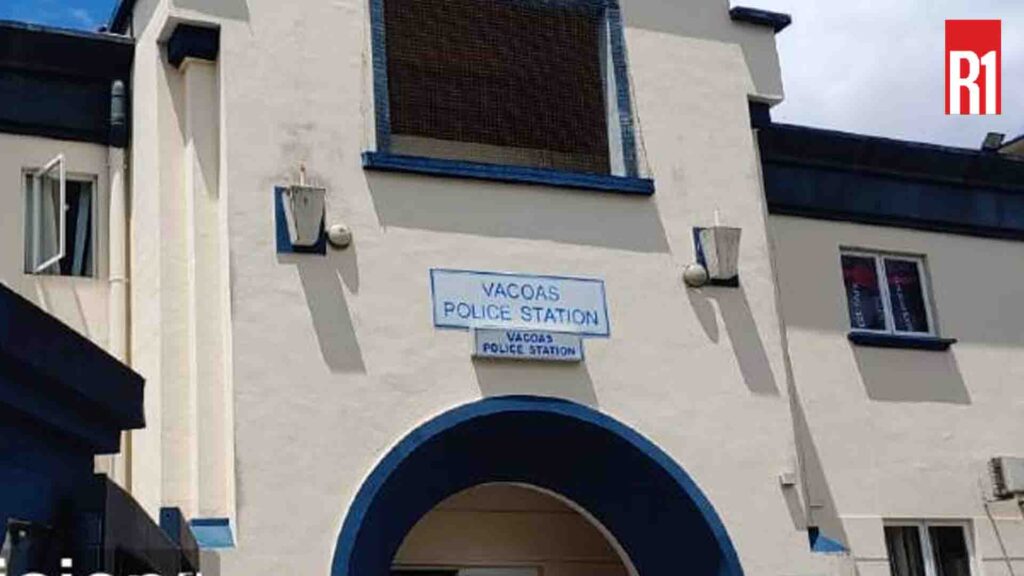 R1
VACOAS
POLICE STATION
VACOAS
POLICE STATION